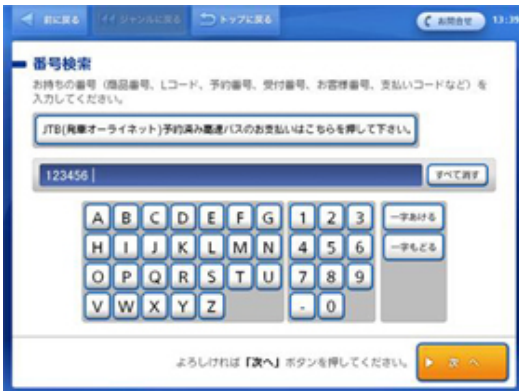 前に戻る ジャンルに戻る トップに戻る お問合せ 13:39
番号検索
お持ちの番号（商品番号、Lコード、予約番号、受付番号、お客様番号、支払いコードなど）を
入力してください。
JTB(発車オーライネット)予約済み高速バスのお支払いはこちらを押して下さい。
123456 すべて消す
A B C D E F G 1 2 3 一字あける
H I J K L M N 4 5 6 一字もどる
O P Q R S T U 7 8 9
V W X Y Z - 0
よろしければ「次へ」ボタンを押してください。 次 へ